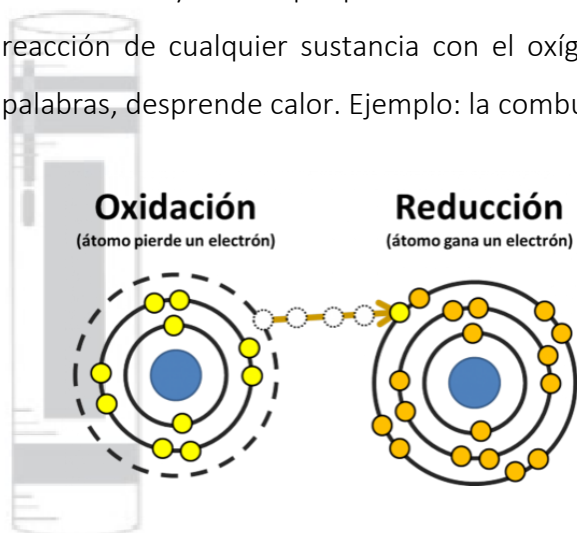 reacción de cualquier sustancia con el oxíg
palabras, desprende calor. Ejemplo: la combu
Oxidación
(átomo pierde un electrón)
Reducción
(átomo gana un electrón)